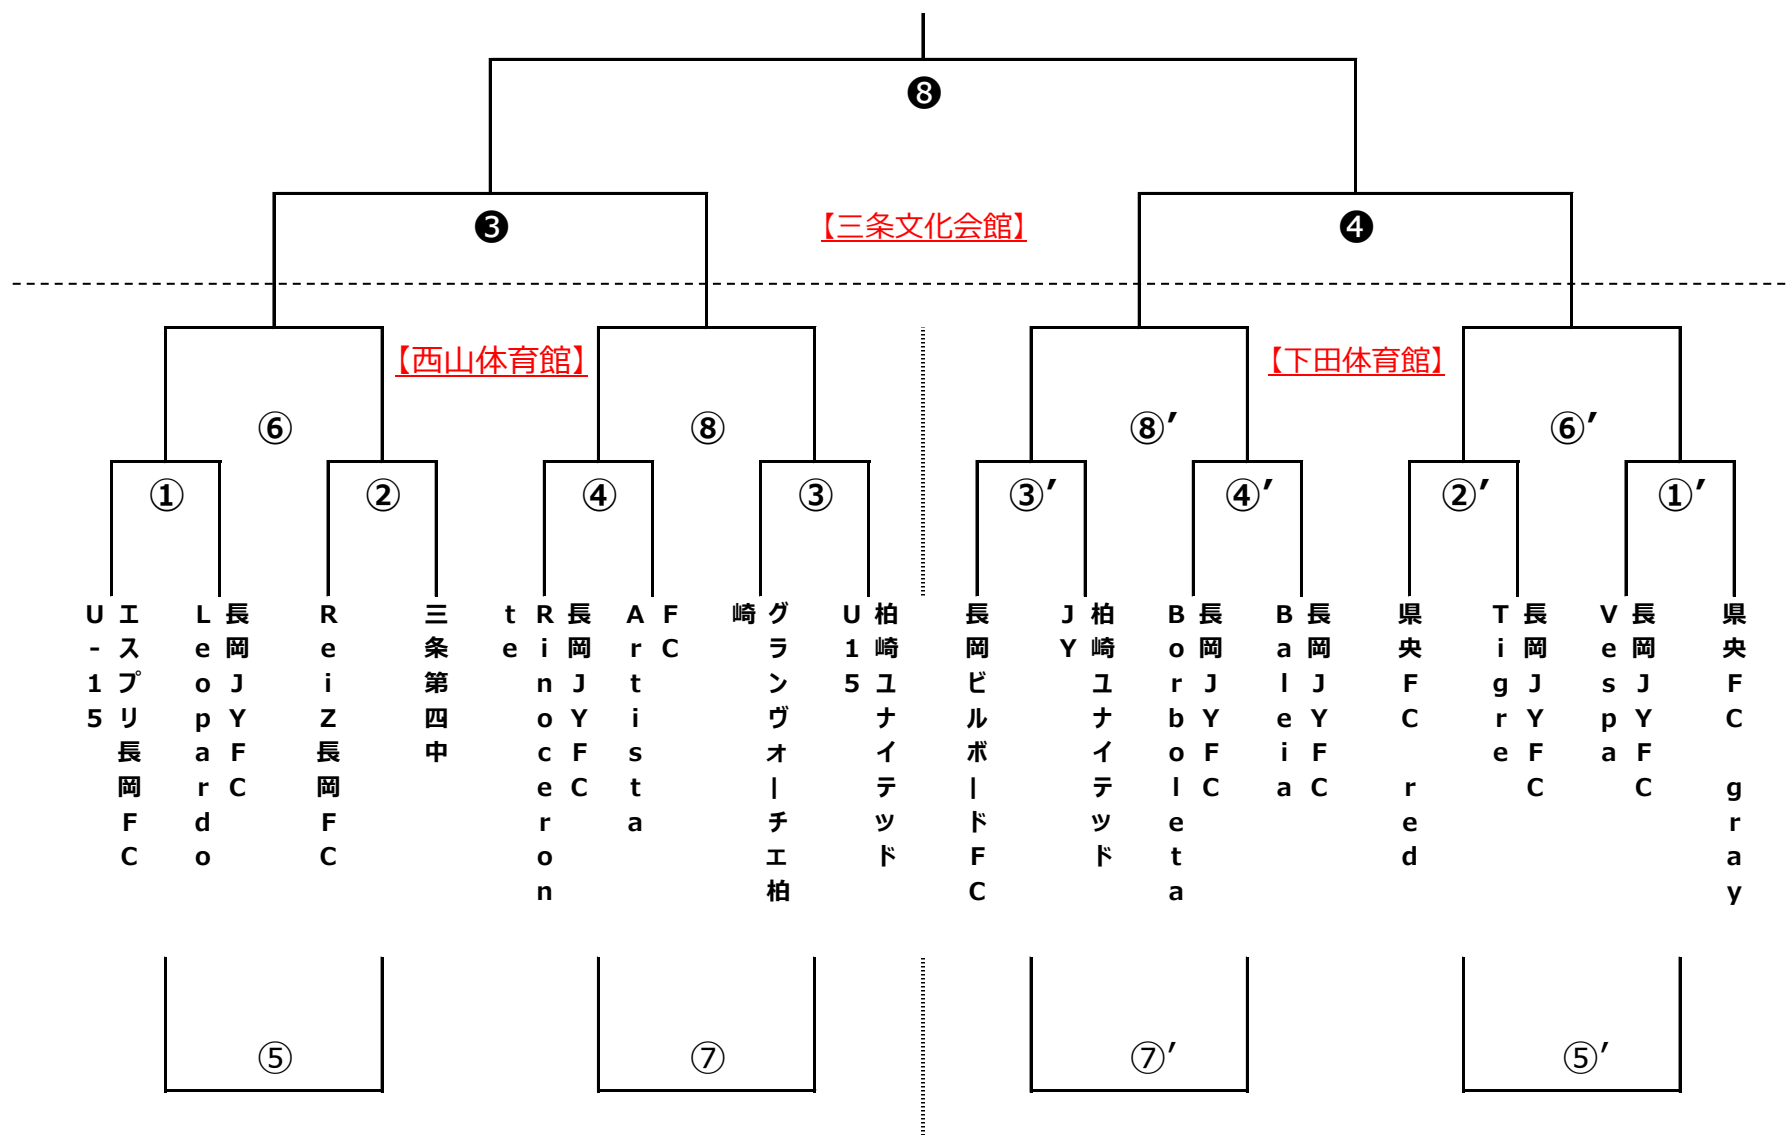 ❽
❸
【三条文化会館】
❹
【西山体育館】
【下田体育館】
⑥
⑧
⑧′
⑥′
①
②
④
③
③′
④′
②′
①′
エスプリ長岡FC
U-15
長岡JYFC
Leopardo
ReiZ長岡FC
三条第四中
長岡JYFC
Rinoceron
te
FC
Artista
グランヴォーチェ柏
崎
柏崎ユナイテッド
U15
長岡ビルボードFC
柏崎ユナイテッド
JY
長岡JYFC
Borboleta
長岡JYFC
Baleia
県央FC red
長岡JYFC
Tigre
長岡JYFC
Vespa
県央FC gray
⑤
⑦
⑦′
⑤′